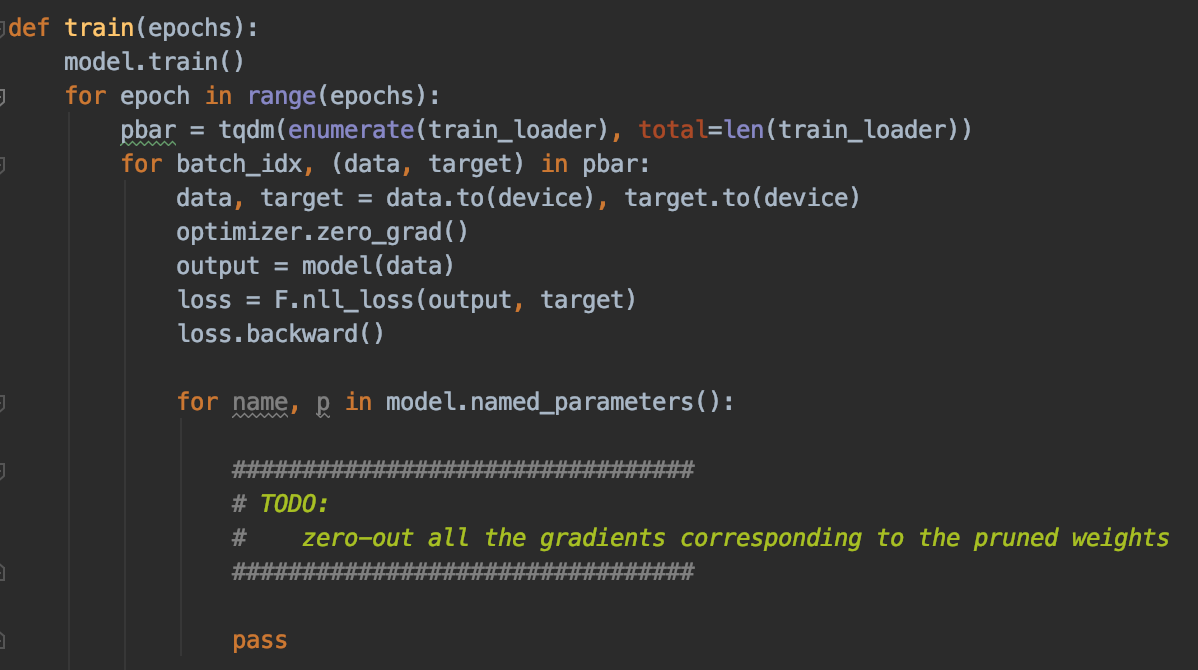 def train(epochs):
    model.train()
    for epoch in range(epochs):
        pbar = tqdm(enumerate(train_loader), total=len(train_loader))
        for batch_idx, (data, target) in pbar:
            data, target = data.to(device), target.to(device)
            optimizer.zero_grad()
            output = model(data)
            loss = F.nll_loss(output, target)
            loss.backward()

            for name, p in model.named_parameters():

                #################################
                # TODO:
                #    zero-out all the gradients corresponding to the pruned weights
                #################################

                pass